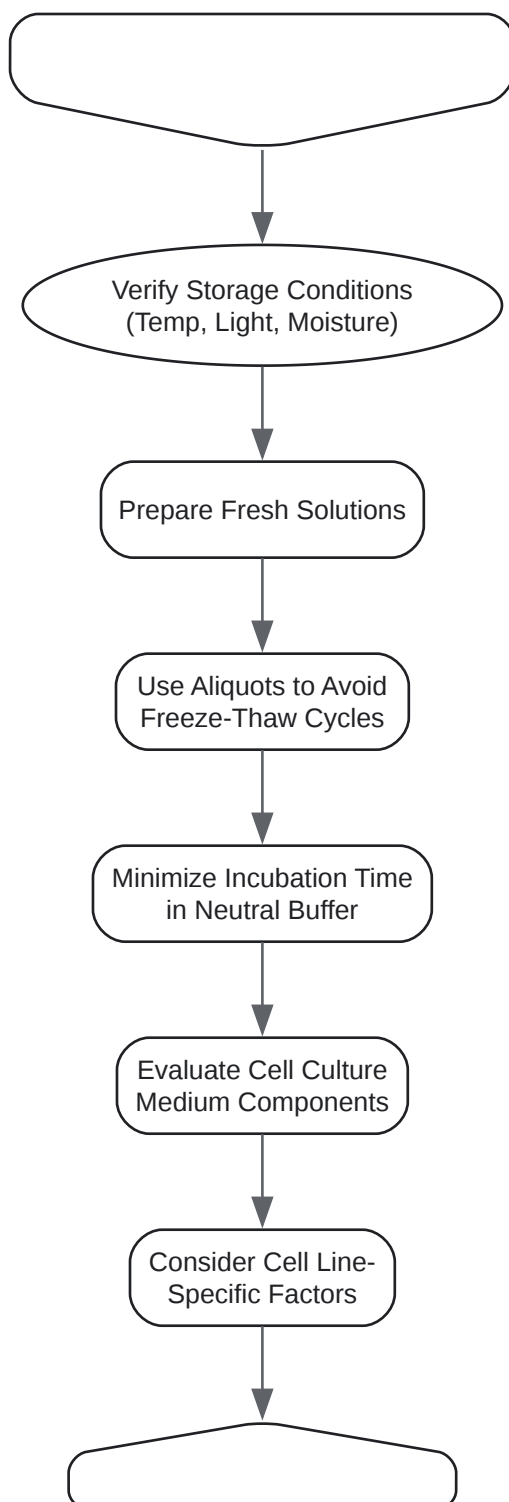 Verify Storage Conditions
(Temp, Light, Moisture)
Prepare Fresh Solutions
Use Aliquots to Avoid
Freeze-Thaw Cycles
Minimize Incubation Time
in Neutral Buffer
Evaluate Cell Culture
Medium Components
Consider Cell Line-
Specific Factors